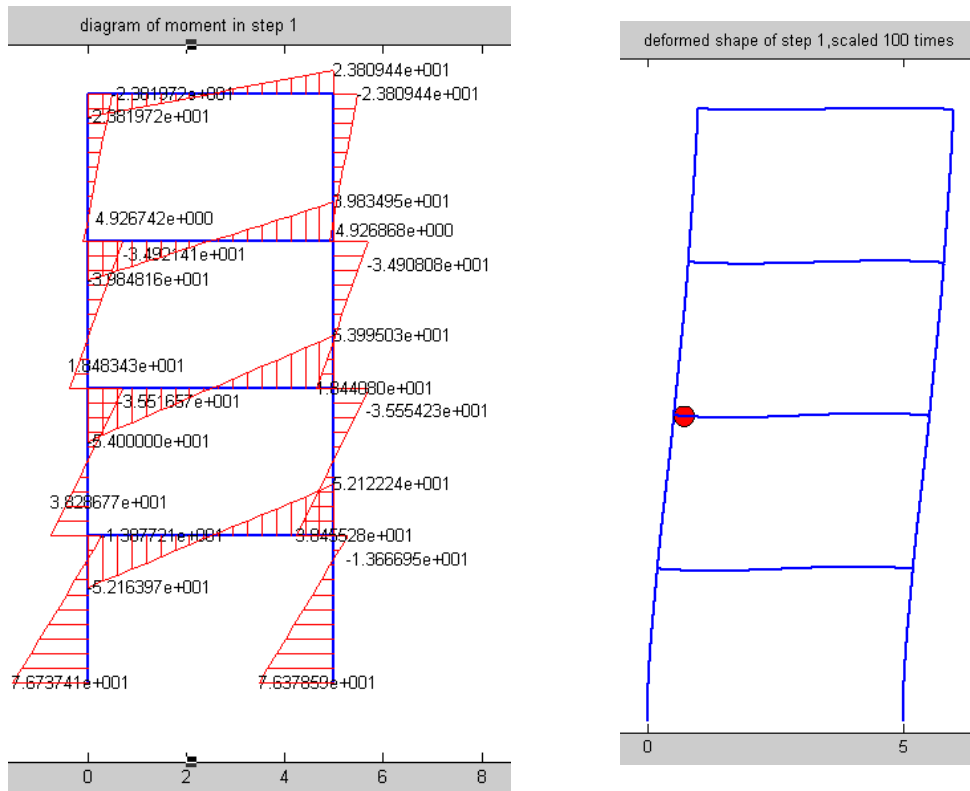 diagram of moment in step 1
2.380944e+001
-2.381972e+001
-2.380944e+001
-2.381972e+001
3.983495e+001
4.926742e+000
4.926868e+000
-3.492141e+001
-3.490808e+001
-3.984816e+001
5.399503e+001
1.848343e+001
1.844080e+001
-3.551657e+001
-3.555423e+001
-5.400000e+001
5.212224e+001
3.828677e+001
-1.387721e+001
3.845528e+001
-1.366695e+001
-5.216397e+001
7.673741e+001
7.637859e+001
0 2 4 6 8
deformed shape of step 1,scaled 100 times
0 5